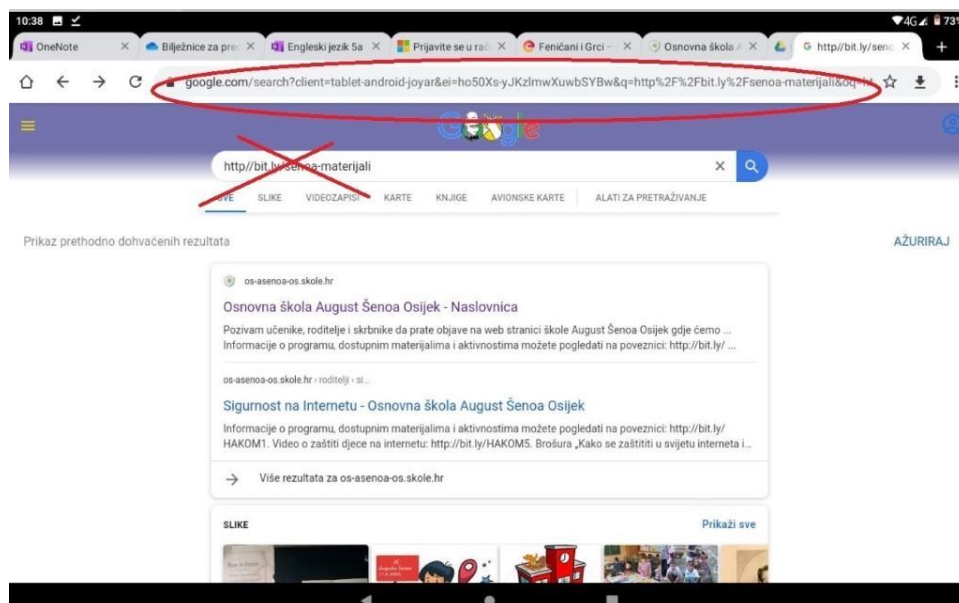 10:38 4G 73%
OneNote Bilježnice za pre Engleski jezik 5a Prijavite se u rač Feničani i Grci - Osnovna škola http//bit.ly/seno
google.com/search?client=tablet-android-joyar&ei=ho50Xs-yJKzlmwXuwbSYBw&q=http%2F%2Fbit.ly%2Fsenoa-materijali&oq=ht
Google
http//bit.ly/senoa-materijali
SVE SLIKE VIDEOZAPISI KARTE KNJIGE AVIONSKE KARTE ALATI ZA PRETRAŽIVANJE
Prikaz prethodno dohvaćenih rezultata AŽURIRAJ
os-asenoa-os.skole.hr
Osnovna škola August Šenoa Osijek - Naslovnica
Pozivam učenike, roditelje i skrbnike da prate objave na web stranici škole August Šenoa Osijek gdje ćemo ...
Informacije o programu, dostupnim materijalima i aktivnostima možete pogledati na poveznici: http://bit.ly/ ...
os-asenoa-os.skole.hr › roditelji › si...
Sigurnost na Internetu - Osnovna škola August Šenoa Osijek
Informacije o programu, dostupnim materijalima i aktivnostima možete pogledati na poveznici: http://bit.ly/
HAKOM1. Video o zaštiti djece na internetu: http://bit.ly/HAKOM5. Brošura „Kako se zaštititi u svijetu interneta i...
Više rezultata za os-asenoa-os.skole.hr
SLIKE Prikaži sve